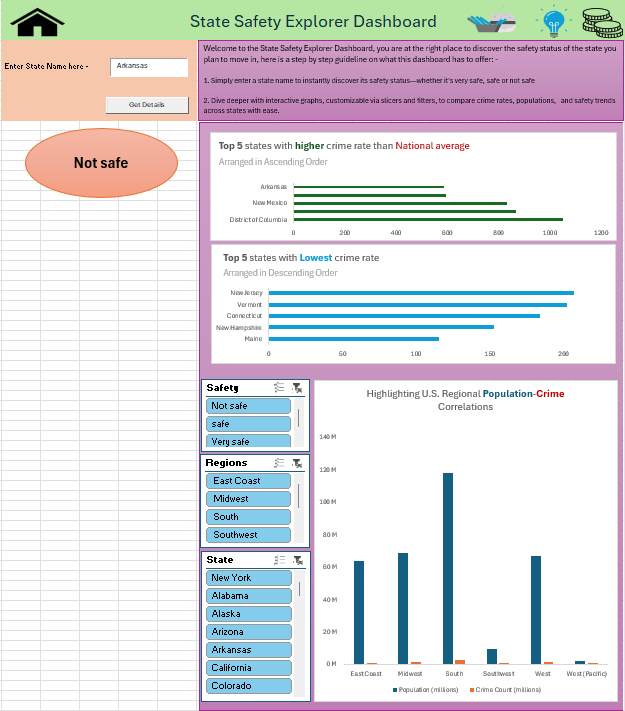 State Safety Explorer Dashboard
Enter State Name here -
Arkansas
Get Details
Welcome to the State Safety Explorer Dashboard, you are at the right place to discover the safety status of the state you
plan to move in, here is a step by step guideline on what this dashboard has to offer: -
1. Simply enter a state name to instantly discover its safety status—whether it's very safe, safe or not safe
2. Dive deeper with interactive graphs, customizable via slicers and filters, to compare crime rates, populations, and safety trends
across states with ease.
Not safe
Top 5 states with higher crime rate than National average
Arranged in Ascending Order
Arkansas
New Mexico
District of Columbia
0 200 400 600 800 1000 1200
Top 5 states with Lowest crime rate
Arranged in Descending Order
New Jersey
Vermont
Connecticut
New Hampshire
Maine
0 50 100 150 200
Safety
Not safe
safe
Very safe
Regions
East Coast
Midwest
South
Southwest
State
New York
Alabama
Alaska
Arizona
Arkansas
California
Colorado
Highlighting U.S. Regional Population-Crime
Correlations
140 M
120 M
100 M
80 M
60 M
40 M
20 M
0 M
East Coast Midwest South Southwest West West (Pacific)
Population (millions) Crime Count (millions)